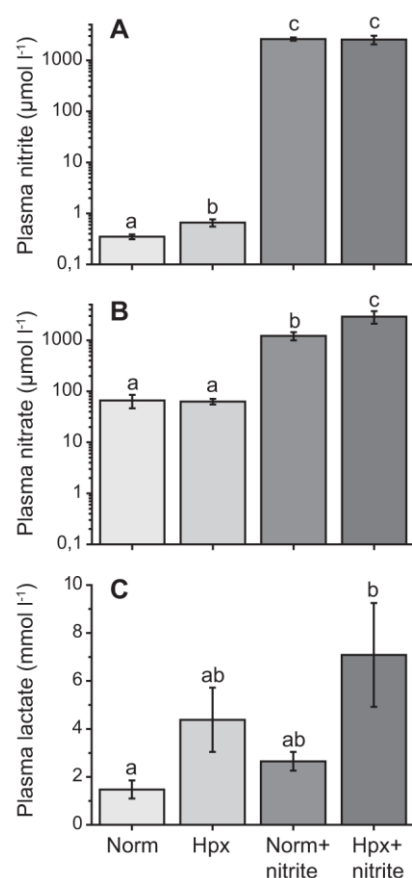 A
Plasma nitrite (µmol l⁻¹)
1000
100
10
1
0,1
a
b
c
c
B
Plasma nitrate (µmol l⁻¹)
1000
100
10
1
0,1
a
a
b
c
C
Plasma lactate (mmol l⁻¹)
10
8
6
4
2
0
a
ab
ab
b
Norm
Hpx
Norm+
nitrite
Hpx+
nitrite